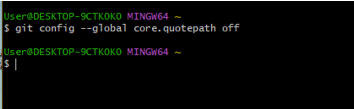 User@DESKTOP-9CTKOKO MINGW64 ~
$ git config --global core.quotepath off
User@DESKTOP-9CTKOKO MINGW64 ~
$